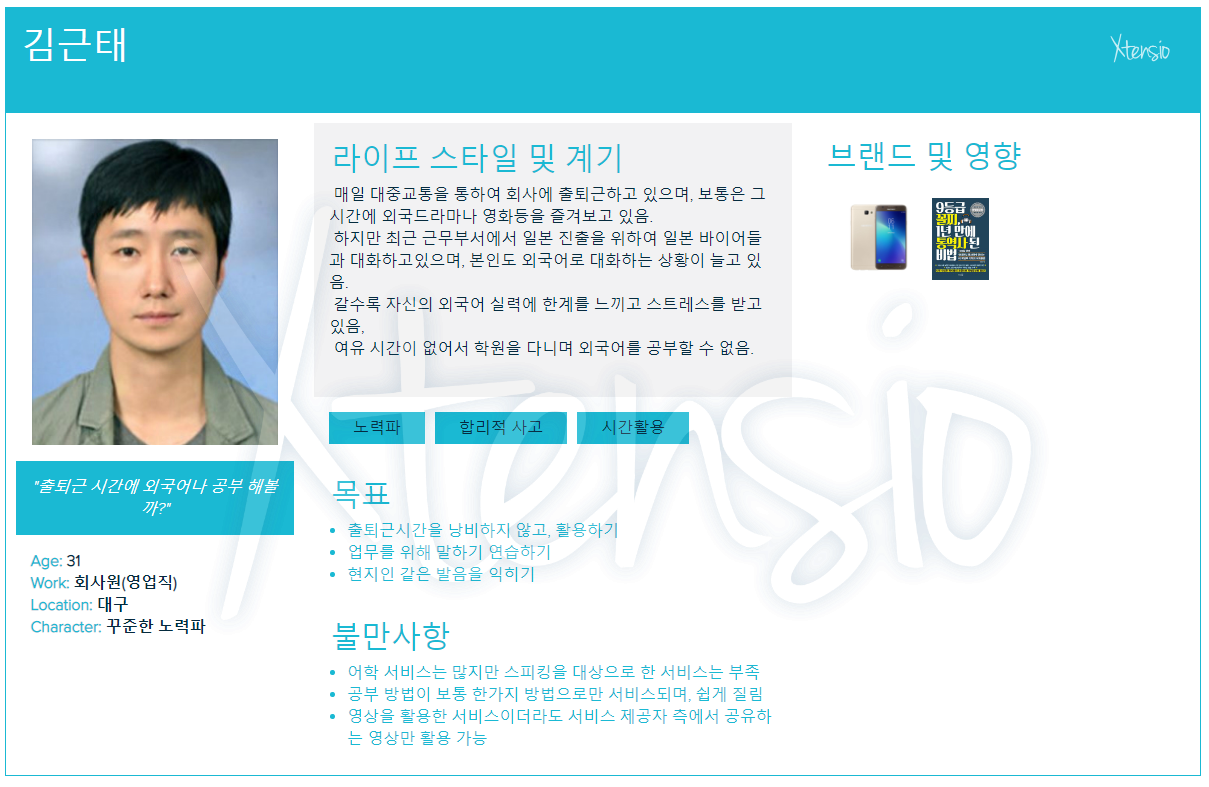 김근태
Xtensio
"출퇴근 시간에 외국어나 공부 해볼
까?"
Age: 31
Work: 회사원(영업직)
Location: 대구
Character: 꾸준한 노력파
라이프 스타일 및 계기
매일 대중교통을 통하여 회사에 출퇴근하고 있으며, 보통은 그
시간에 외국드라마나 영화등을 즐겨보고 있음.
하지만 최근 근무부서에서 일본 진출을 위하여 일본 바이어들
과 대화하고있으며, 본인도 외국어로 대화하는 상황이 늘고 있
음.
갈수록 자신의 외국어 실력에 한계를 느끼고 스트레스를 받고
있음,
여유 시간이 없어서 학원을 다니며 외국어를 공부할 수 없음.
노력파
합리적 사고
시간활용
목표
출퇴근시간을 낭비하지 않고, 활용하기
업무를 위해 말하기 연습하기
현지인 같은 발음을 익히기
불만사항
어학 서비스는 많지만 스피킹을 대상으로 한 서비스는 부족
공부 방법이 보통 한가지 방법으로만 서비스되며, 쉽게 질림
영상을 활용한 서비스이더라도 서비스 제공자 측에서 공유하
는 영상만 활용 가능
브랜드 및 영향
9등급
꼴찌,
1년 만에
통역사 된
비법
Xtensio